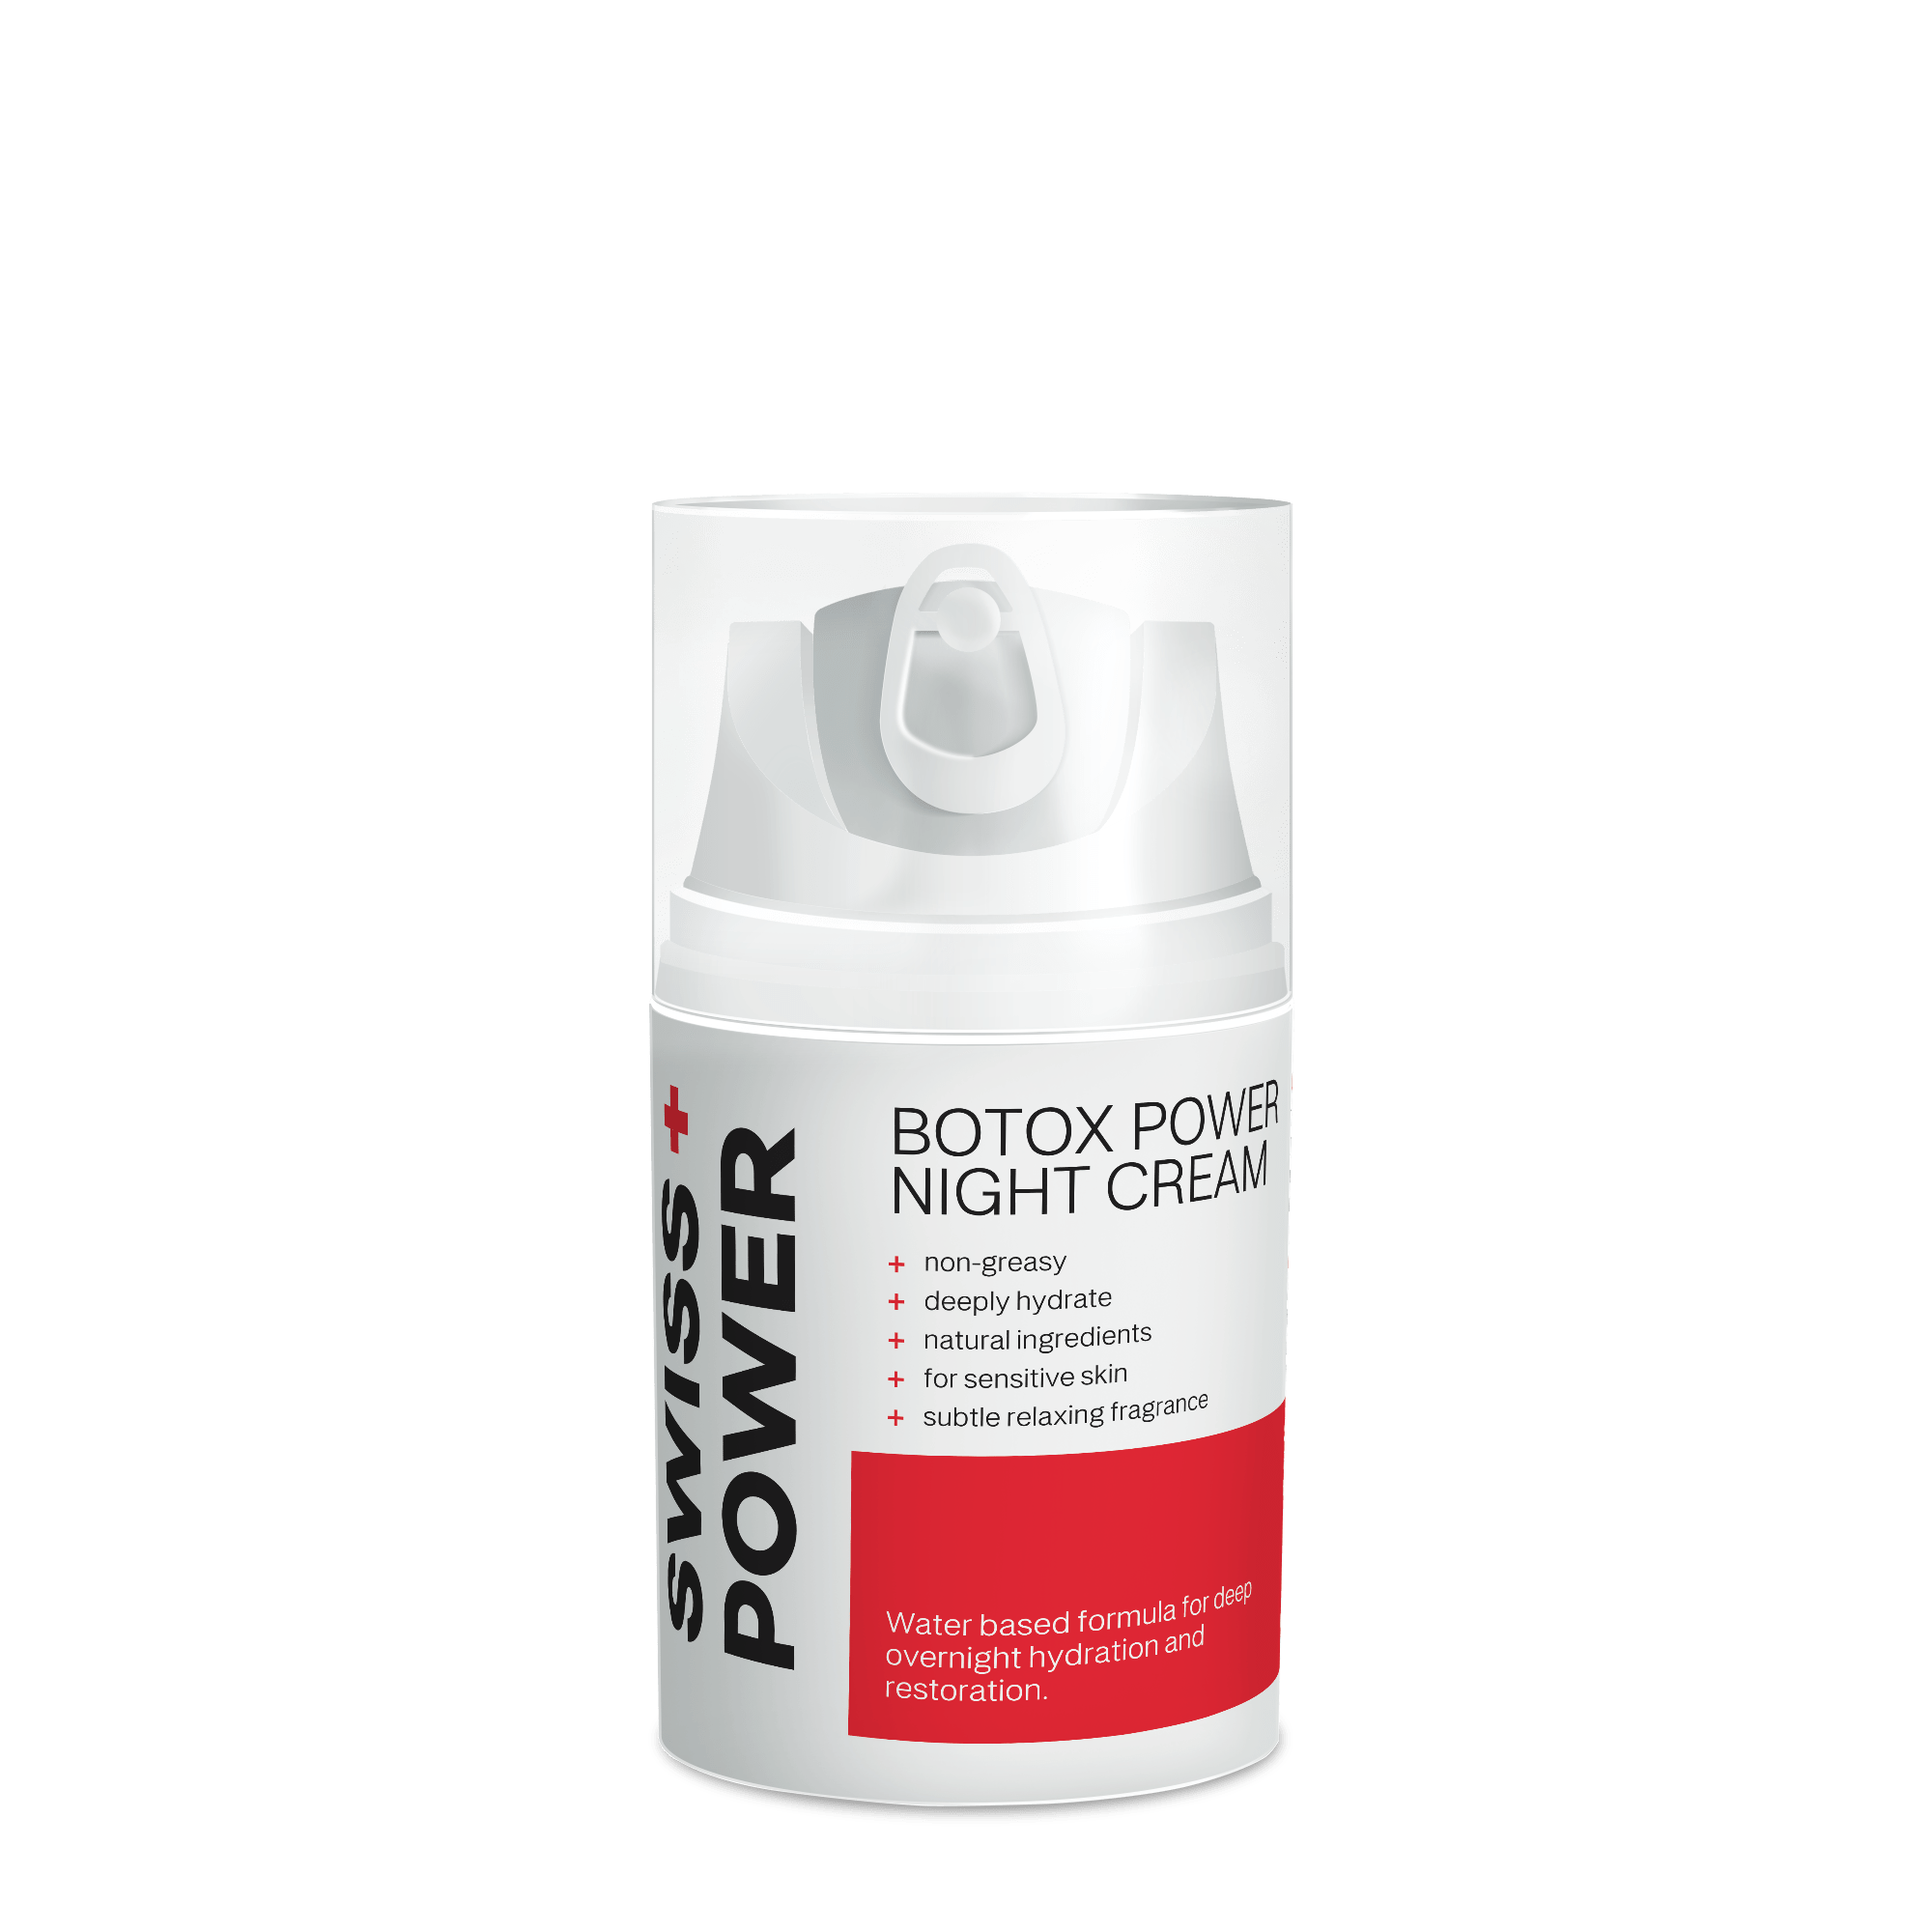 swiss +
POWER
BOTOX POWER
NIGHT CREAM
+ non-greasy
+ deeply hydrate
+ natural ingredients
+ for sensitive skin
+ subtle relaxing fragrance
Water based formula for deep
overnight hydration and
restoration.